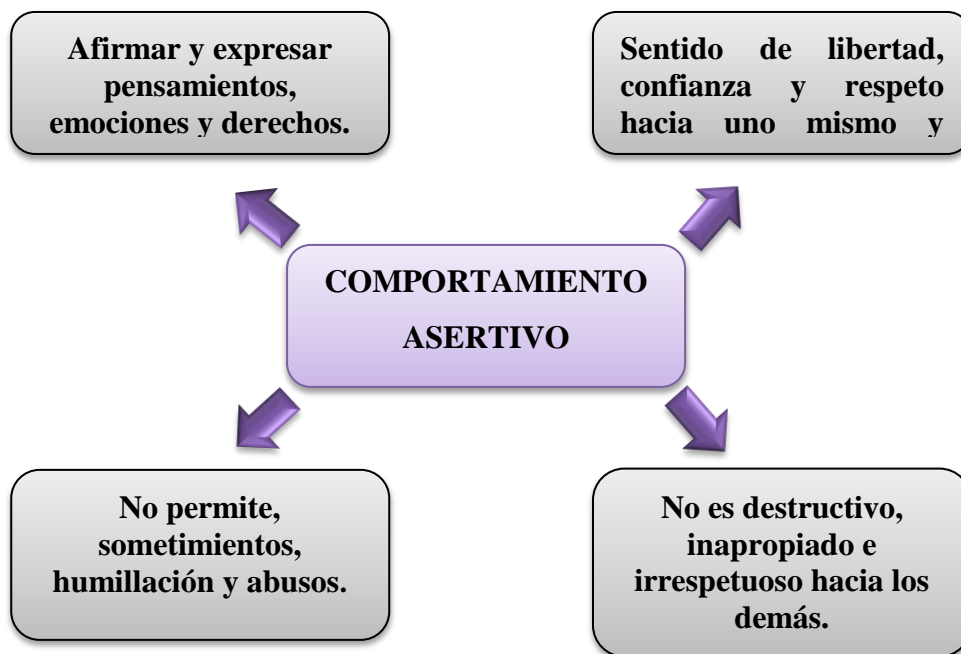 Afirmar y expresar
pensamientos,
emociones y derechos.
Sentido de libertad,
confianza y respeto
hacia uno mismo y
COMPORTAMIENTO
ASERTIVO
No permite,
sometimientos,
humillación y abusos.
No es destructivo,
inapropiado e
irrespetuoso hacia los
demás.